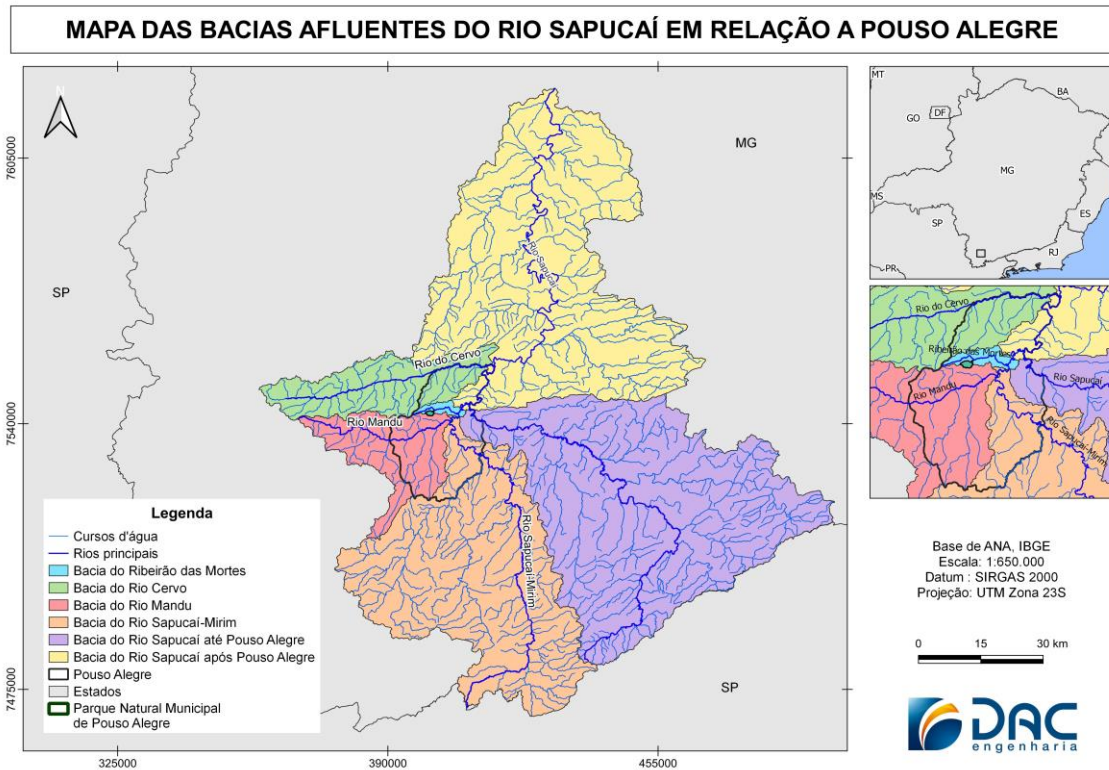 MAPA DAS BACIAS AFLUENTES DO RIO SAPUCAÍ EM RELAÇÃO A POUSO ALEGRE
N
MG
SP
SP
Rio Sapucaí
Rio do Cervo
Rio Mandu
Rio Sapucaí-Mirim
7605000
7540000
7475000
325000
390000
455000
Legenda
Cursos d'água
Rios principais
Bacia do Ribeirão das Mortes
Bacia do Rio Cervo
Bacia do Rio Mandu
Bacia do Rio Sapucaí-Mirim
Bacia do Rio Sapucaí até Pouso Alegre
Bacia do Rio Sapucaí após Pouso Alegre
Pouso Alegre
Estados
Parque Natural Municipal
de Pouso Alegre
MT
BA
GO
DF
MG
MS
ES
SP
RJ
PR
Rio do Cervo
Ribeirão das Mortes
Rio Sapucaí
Rio Mandu
Rio Sapucaí-Mirim
Base de ANA, IBGE
Escala: 1:650.000
Datum : SIRGAS 2000
Projeção: UTM Zona 23S
0 15 30 km
DAC
engenharia